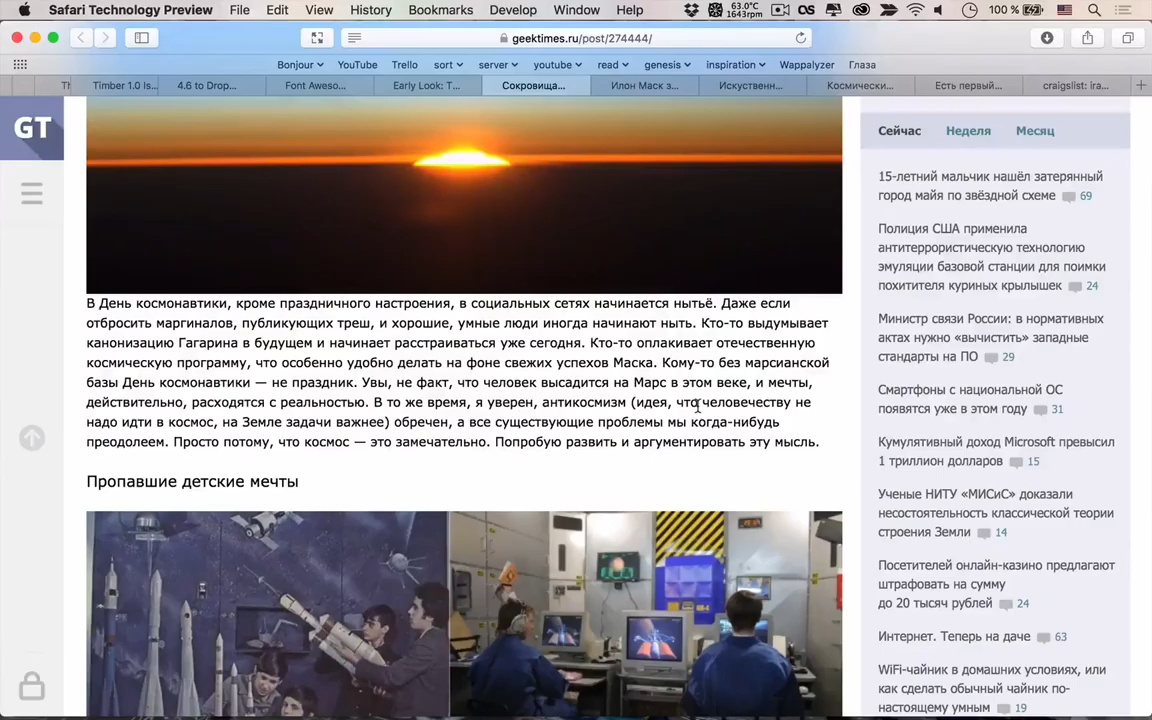 Safari Technology Preview File Edit View History Bookmarks Develop Window Help 63.0°C 1643rpm OS 100 %
geektimes.ru/post/274444/
Bonjour YouTube Trello sort server youtube read genesis inspiration Wappalyzer Глаза
Th Timber 1.0 Is... 4.6 to Drop... Font Aweso... Early Look: T... Сокровища... Илон Маск з... Искуственн... Космически... Есть первый... craigslist: ira...
GT
Сейчас Неделя Месяц
15-летний мальчик нашёл затерянный
город майя по звёздной схеме 69
Полиция США применила
антитеррористическую технологию
эмуляции базовой станции для поимки
похитителя куриных крылышек 24
Министр связи России: в нормативных
актах нужно «вычистить» западные
стандарты на ПО 29
Смартфоны с национальной ОС
появятся уже в этом году 31
Кумулятивный доход Microsoft превысил
1 триллион долларов 15
Ученые НИТУ «МИСиС» доказали
несостоятельность классической теории
строения Земли 14
Посетителей онлайн-казино предлагают
штрафовать на сумму
до 20 тысяч рублей 24
Интернет. Теперь на даче 63
WiFi-чайник в домашних условиях, или
как сделать обычный чайник по-
настоящему умным 19
В День космонавтики, кроме праздничного настроения, в социальных сетях начинается нытьё. Даже если
отбросить маргиналов, публикующих треш, и хорошие, умные люди иногда начинают ныть. Кто-то выдумывает
канонизацию Гагарина в будущем и начинает расстраиваться уже сегодня. Кто-то оплакивает отечественную
космическую программу, что особенно удобно делать на фоне свежих успехов Маска. Кому-то без марсианской
базы День космонавтики — не праздник. Увы, не факт, что человек высадится на Марс в этом веке, и мечты,
действительно, расходятся с реальностью. В то же время, я уверен, антикосмизм (идея, что человечеству не
надо идти в космос, на Земле задачи важнее) обречен, а все существующие проблемы мы когда-нибудь
преодолеем. Просто потому, что космос — это замечательно. Попробую развить и аргументировать эту мысль.
Пропавшие детские мечты